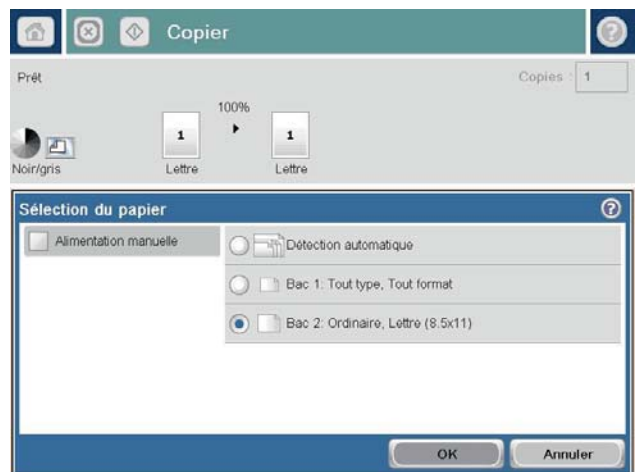 Copier
Prêt
Copies : 1
100%
1
1
Noir/gris
Lettre
Lettre
Sélection du papier
Alimentation manuelle
Détection automatique
Bac 1: Tout type, Tout format
Bac 2: Ordinaire, Lettre (8.5x11)
OK
Annuler